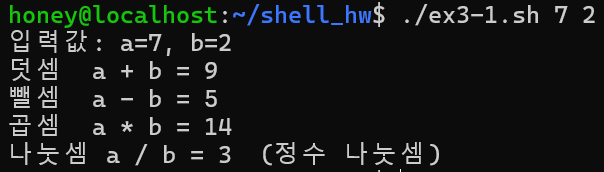 honey@localhost:~/shell_hw$ ./ex3-1.sh 7 2
입력값: a=7, b=2
덧셈  a + b = 9
뺄셈  a - b = 5
곱셈  a * b = 14
나눗셈 a / b = 3  (정수 나눗셈)